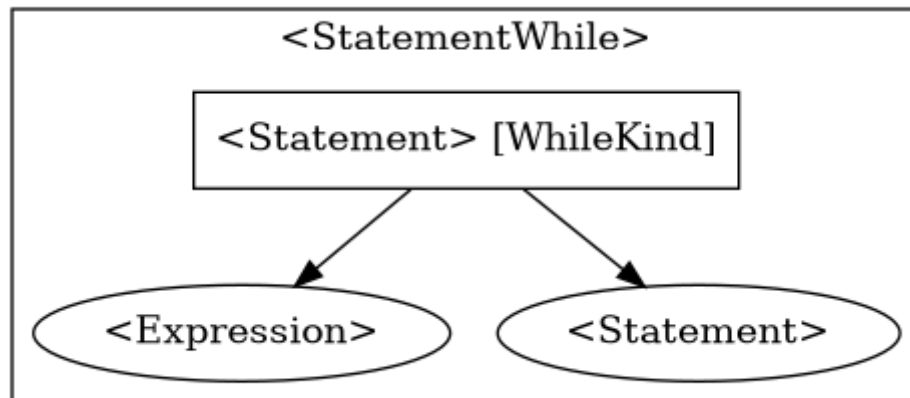 <StatementWhile>
<Statement> [WhileKind]
<Expression>
<Statement>